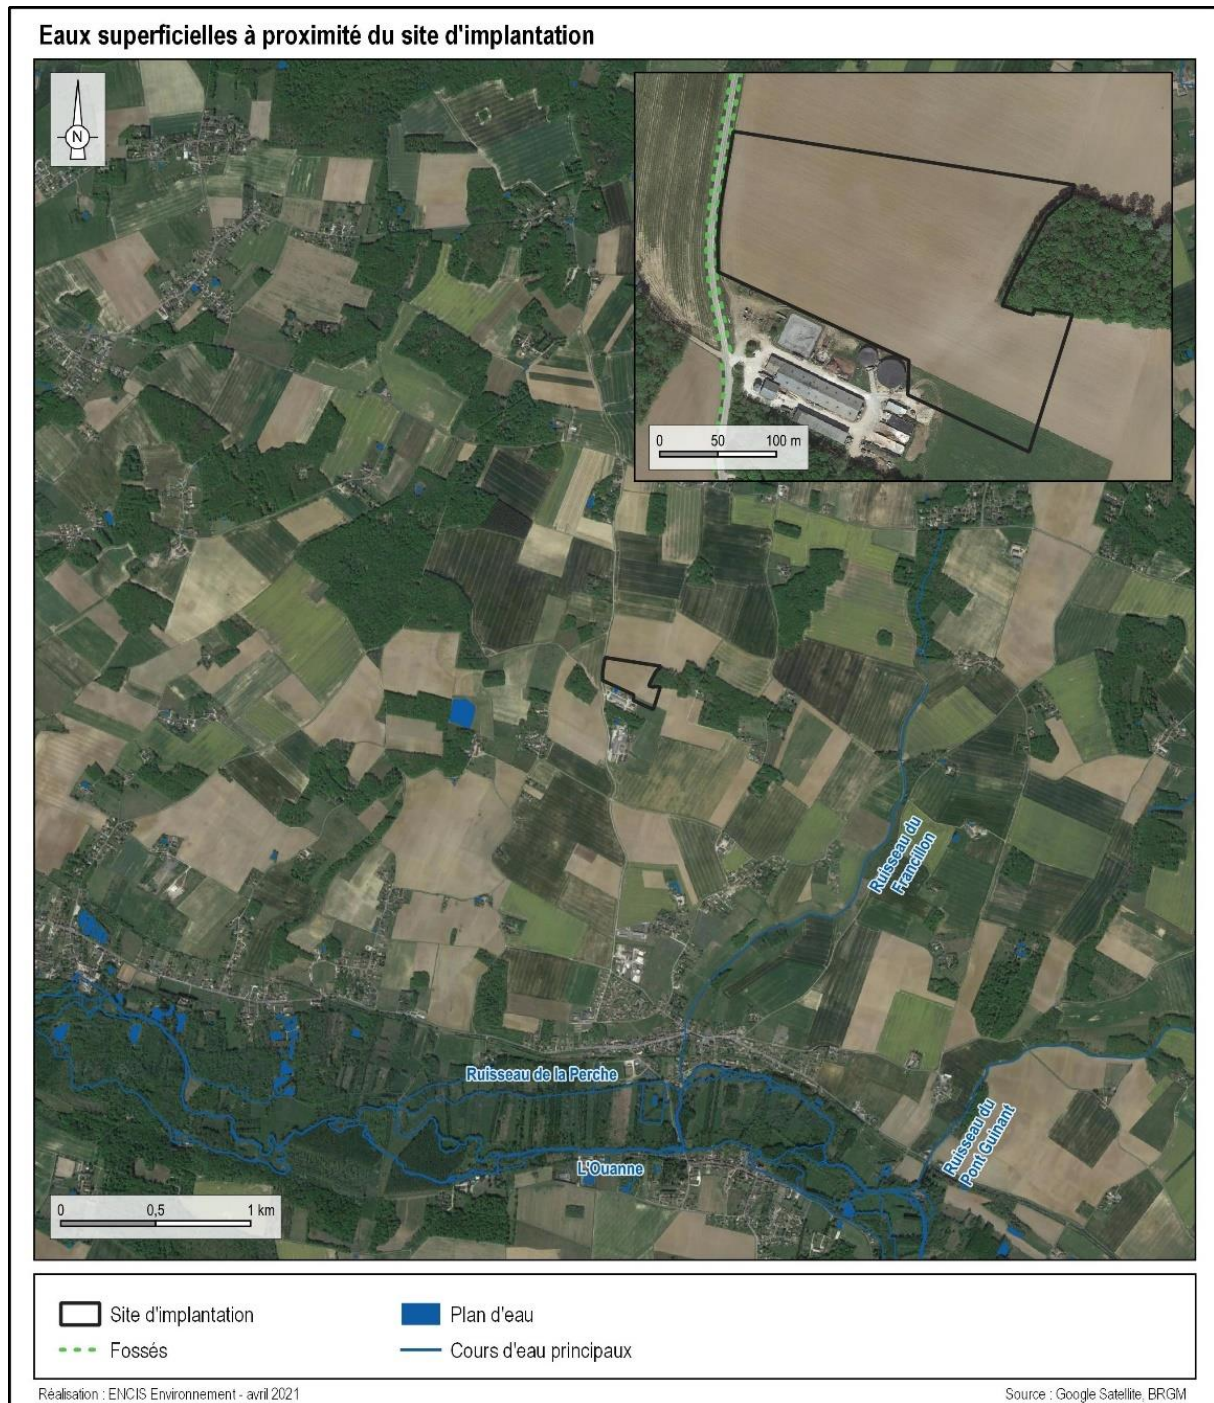 Eaux superficielles à proximité du site d'implantation
N
0 50 100 m
Ruisseau du
Francillon
Ruisseau de la Perche
Ruisseau du
Pont Guinant
L'Ouanne
0 0,5 1 km
Site d'implantation
Plan d'eau
Fossés
Cours d'eau principaux
Réalisation : ENCIS Environnement - avril 2021
Source : Google Satellite, BRGM